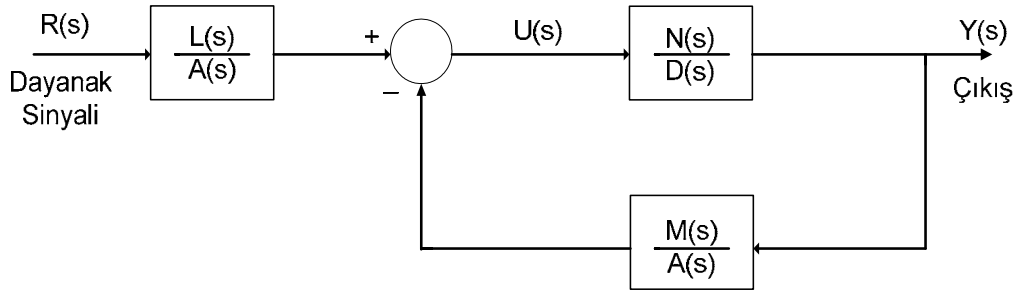 R(s)
Dayanak
Sinyali
L(s)
A(s)
+
−
U(s)
N(s)
D(s)
Y(s)
Çıkış
M(s)
A(s)